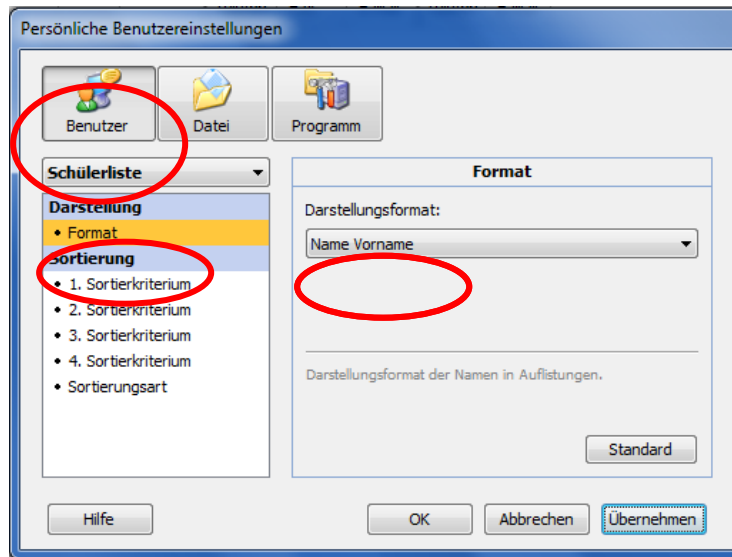 Persönliche Benutzereinstellungen
Benutzer
Datei
Programm
Schülerliste
Darstellung
• Format
Sortierung
• 1. Sortierkriterium
• 2. Sortierkriterium
• 3. Sortierkriterium
• 4. Sortierkriterium
• Sortierungsart
Format
Darstellungsformat:
Name Vorname
Darstellungsformat der Namen in Auflistungen.
Standard
Hilfe
OK
Abbrechen
Übernehmen